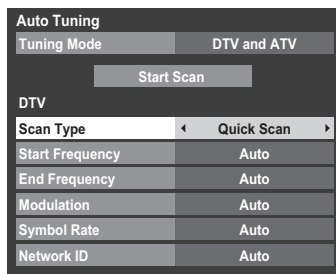 Auto Tuning
Tuning Mode DTV and ATV
Start Scan
DTV
Scan Type Quick Scan
Start Frequency Auto
End Frequency Auto
Modulation Auto
Symbol Rate Auto
Network ID Auto